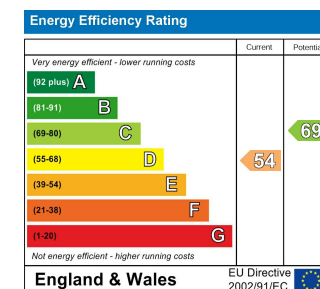 Energy Efficiency Rating
Current
Very energy efficient - lower running costs
(92 plus) A
(81-91) B
(69-80) C
69
(55-68) D
54
(39-54) E
(21-38) F
(1-20) G
Not energy efficient - higher running costs
England & Wales
EU Directive
2002/91/EC